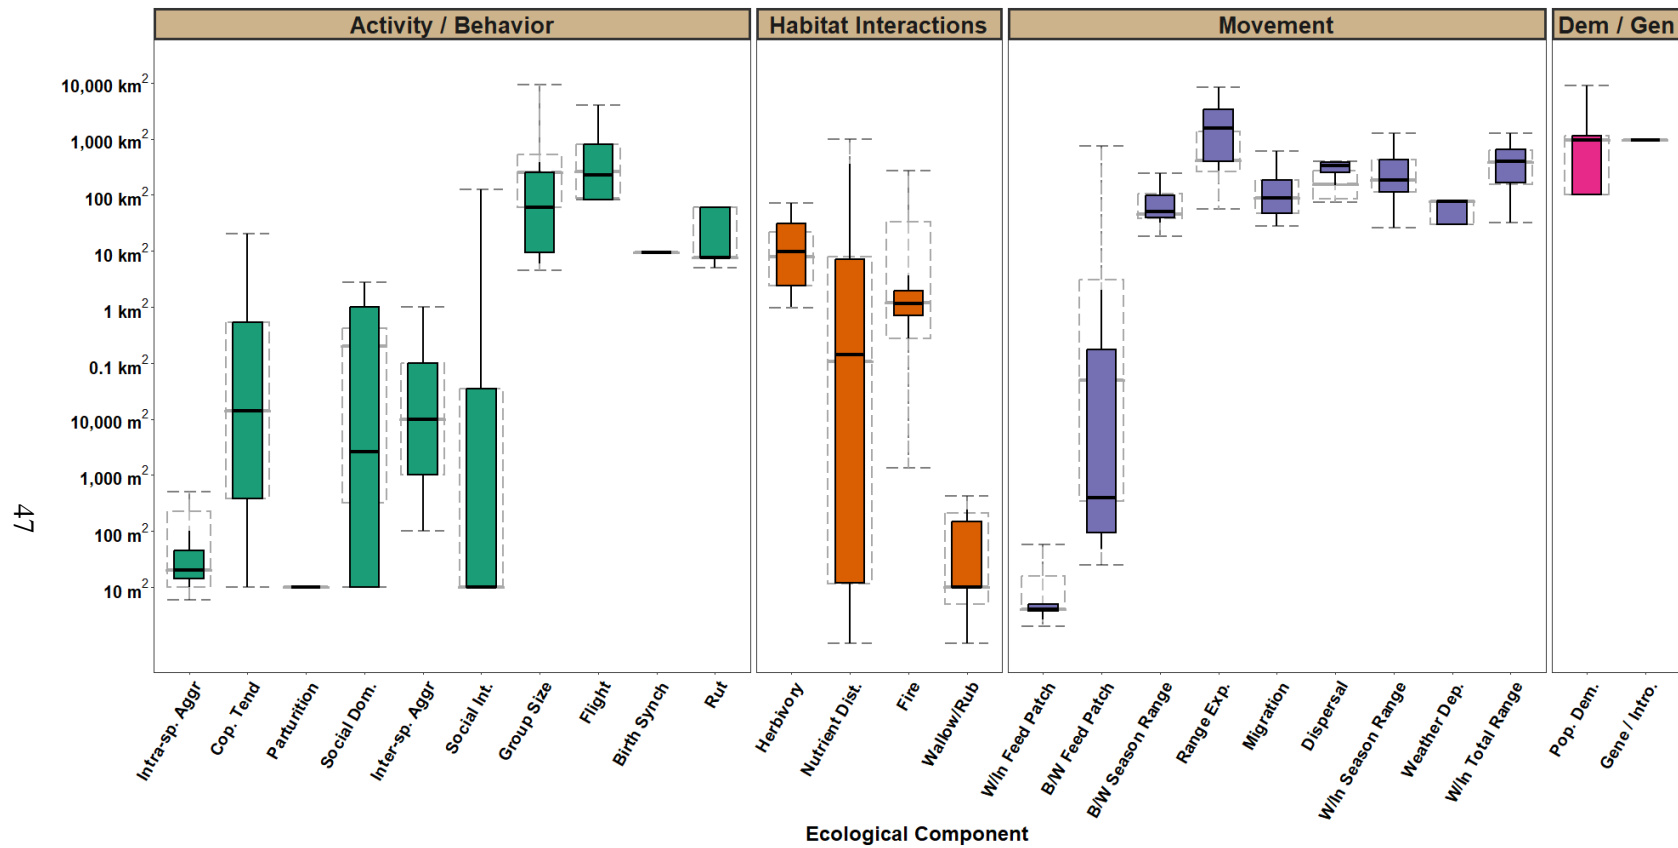 Activity / Behavior
Habitat Interactions
Movement
Dem / Gen
10,000 km2
1,000 km2
100 km2
10 km2
1 km2
0.1 km2
10,000 m2
1,000 m2
100 m2
10 m2
47
Intra-sp. Aggr
Cop. Tend
Parturition
Social Dom.
Inter-sp. Aggr
Social Int.
Group Size
Flight
Birth Synch
Rut
Herbivory
Nutrient Dist.
Fire
Wallow/Rub
W/In Feed Patch
B/W Feed Patch
B/W Season Range
Range Exp.
Migration
Dispersal
W/In Season Range
Weather Dep.
W/In Total Range
Pop. Dem.
Gene / Intro.
Ecological Component